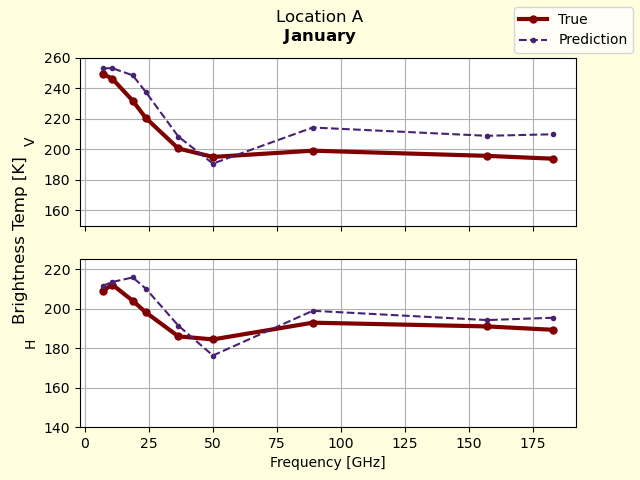 Location A
January
True
Prediction
Brightness Temp [K]
V
260
240
220
200
180
160
H
220
200
180
160
140
0 25 50 75 100 125 150 175
Frequency [GHz]